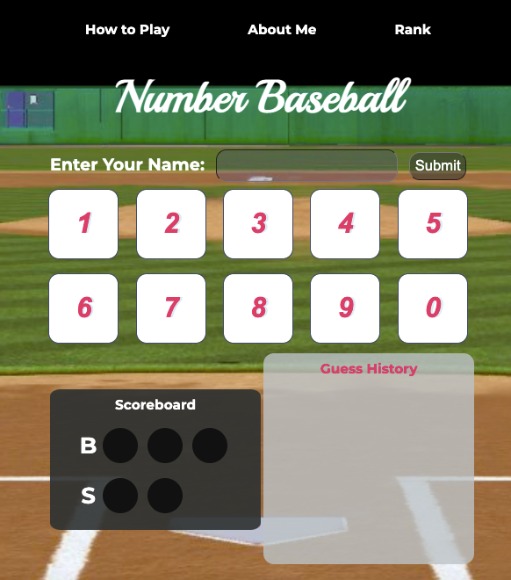 How to Play About Me Rank
Number Baseball
Enter Your Name: Submit
1 2 3 4 5
6 7 8 9 0
Guess History
Scoreboard
B
S